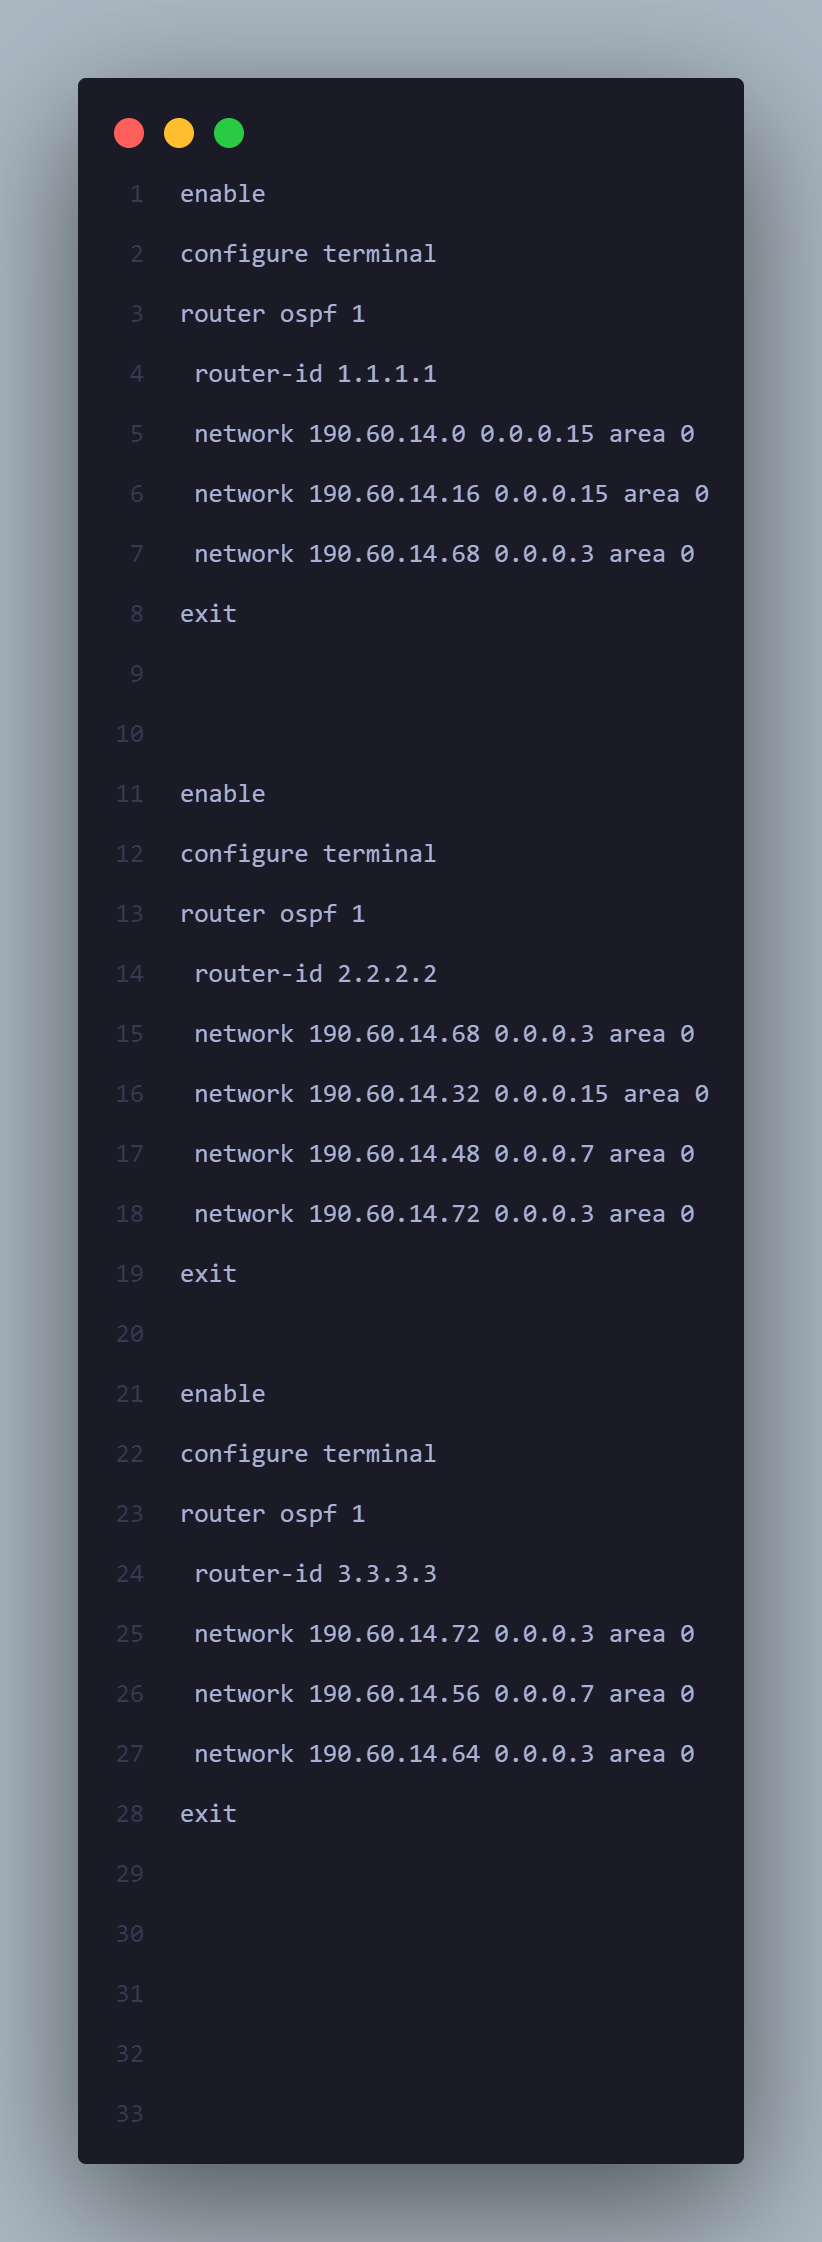 1 enable
2 configure terminal
3 router ospf 1
4 router-id 1.1.1.1
5 network 190.60.14.0 0.0.0.15 area 0
6 network 190.60.14.16 0.0.0.15 area 0
7 network 190.60.14.68 0.0.0.3 area 0
8 exit
9
10
11 enable
12 configure terminal
13 router ospf 1
14 router-id 2.2.2.2
15 network 190.60.14.68 0.0.0.3 area 0
16 network 190.60.14.32 0.0.0.15 area 0
17 network 190.60.14.48 0.0.0.7 area 0
18 network 190.60.14.72 0.0.0.3 area 0
19 exit
20
21 enable
22 configure terminal
23 router ospf 1
24 router-id 3.3.3.3
25 network 190.60.14.72 0.0.0.3 area 0
26 network 190.60.14.56 0.0.0.7 area 0
27 network 190.60.14.64 0.0.0.3 area 0
28 exit
29
30
31
32
33